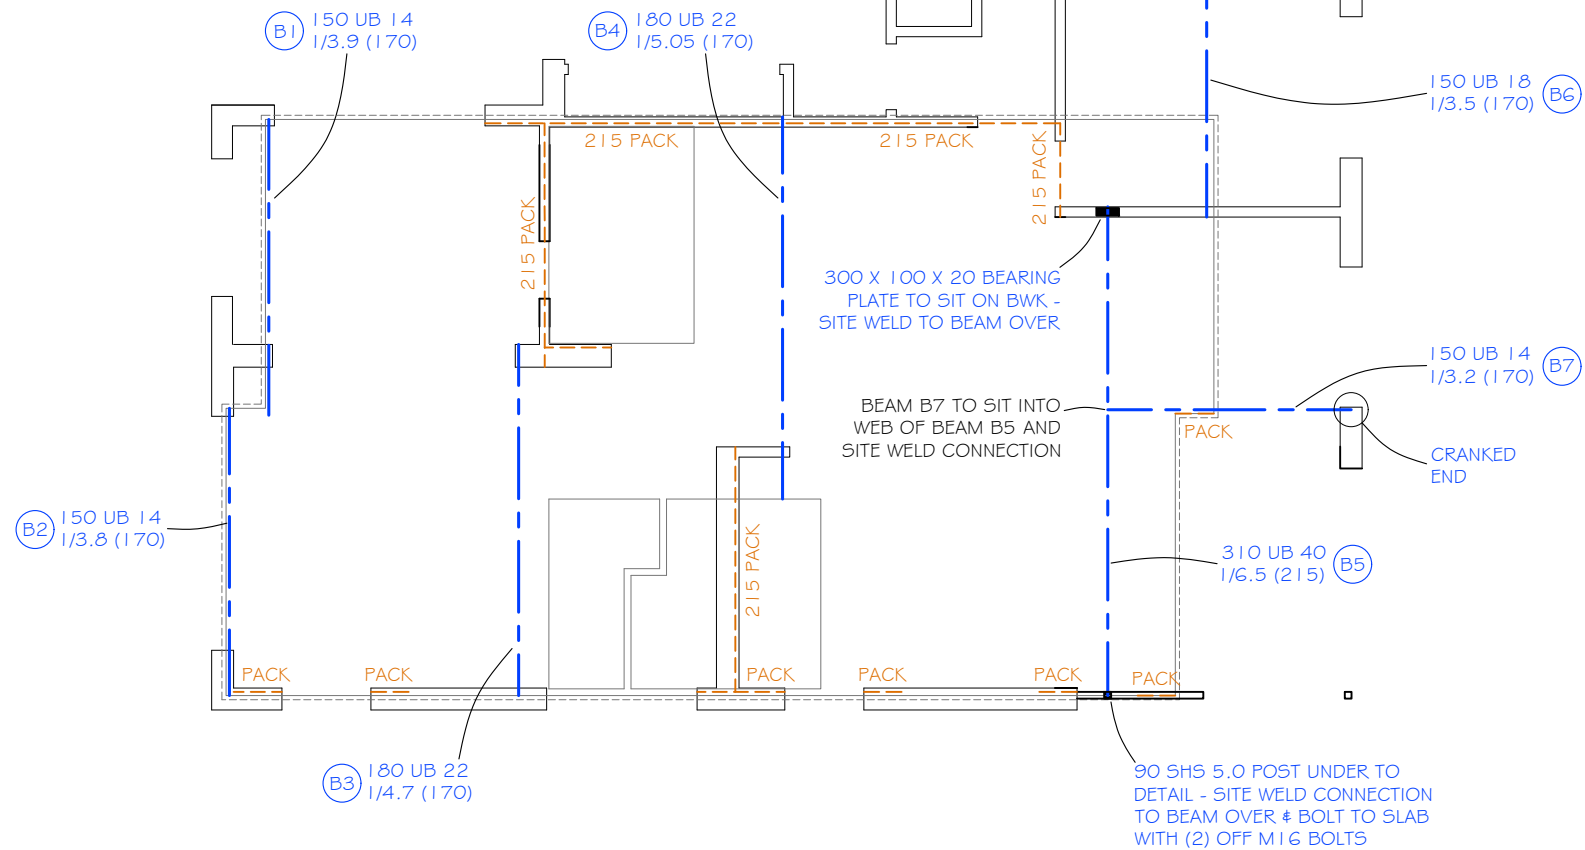 B1
150 UB 14
1/3.9 (170)
B4
180 UB 22
1/5.05 (170)
150 UB 18
1/3.5 (170)
B6
215 PACK
215 PACK
215 PACK
215 PACK
300 X 100 X 20 BEARING
PLATE TO SIT ON BWK -
SITE WELD TO BEAM OVER
150 UB 14
1/3.2 (170)
B7
BEAM B7 TO SIT INTO
WEB OF BEAM B5 AND
SITE WELD CONNECTION
PACK
CRANKED
END
B2
150 UB 14
1/3.8 (170)
215 PACK
310 UB 40
1/6.5 (215)
B5
PACK
PACK
PACK
PACK
PACK
PACK
B3
180 UB 22
1/4.7 (170)
90 SHS 5.0 POST UNDER TO
DETAIL - SITE WELD CONNECTION
TO BEAM OVER & BOLT TO SLAB
WITH (2) OFF M16 BOLTS